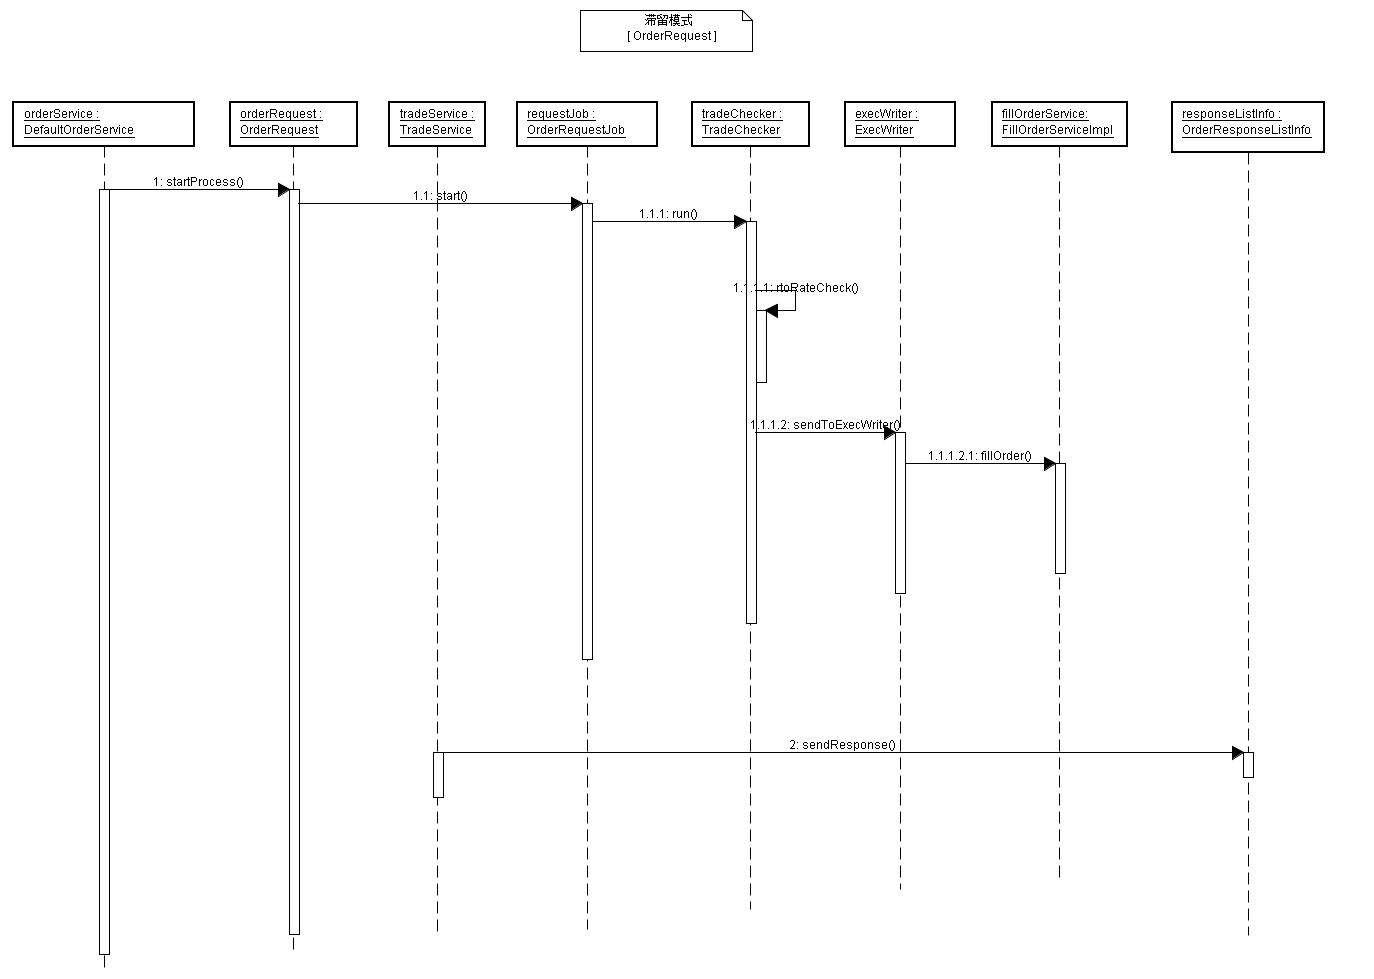 滞留模式
[ OrderRequest ]
orderService :
DefaultOrderService
orderRequest :
OrderRequest
tradeService :
TradeService
requestJob :
OrderRequestJob
tradeChecker :
TradeChecker
execWriter :
ExecWriter
fillOrderService:
FillOrderServiceImpl
responseListInfo :
OrderResponseListInfo
1: startProcess()
1.1: start()
1.1.1: run()
1.1.1.1: rtoRateCheck()
1.1.1.2: sendToExecWriter()
1.1.1.2.1: fillOrder()
2: sendResponse()